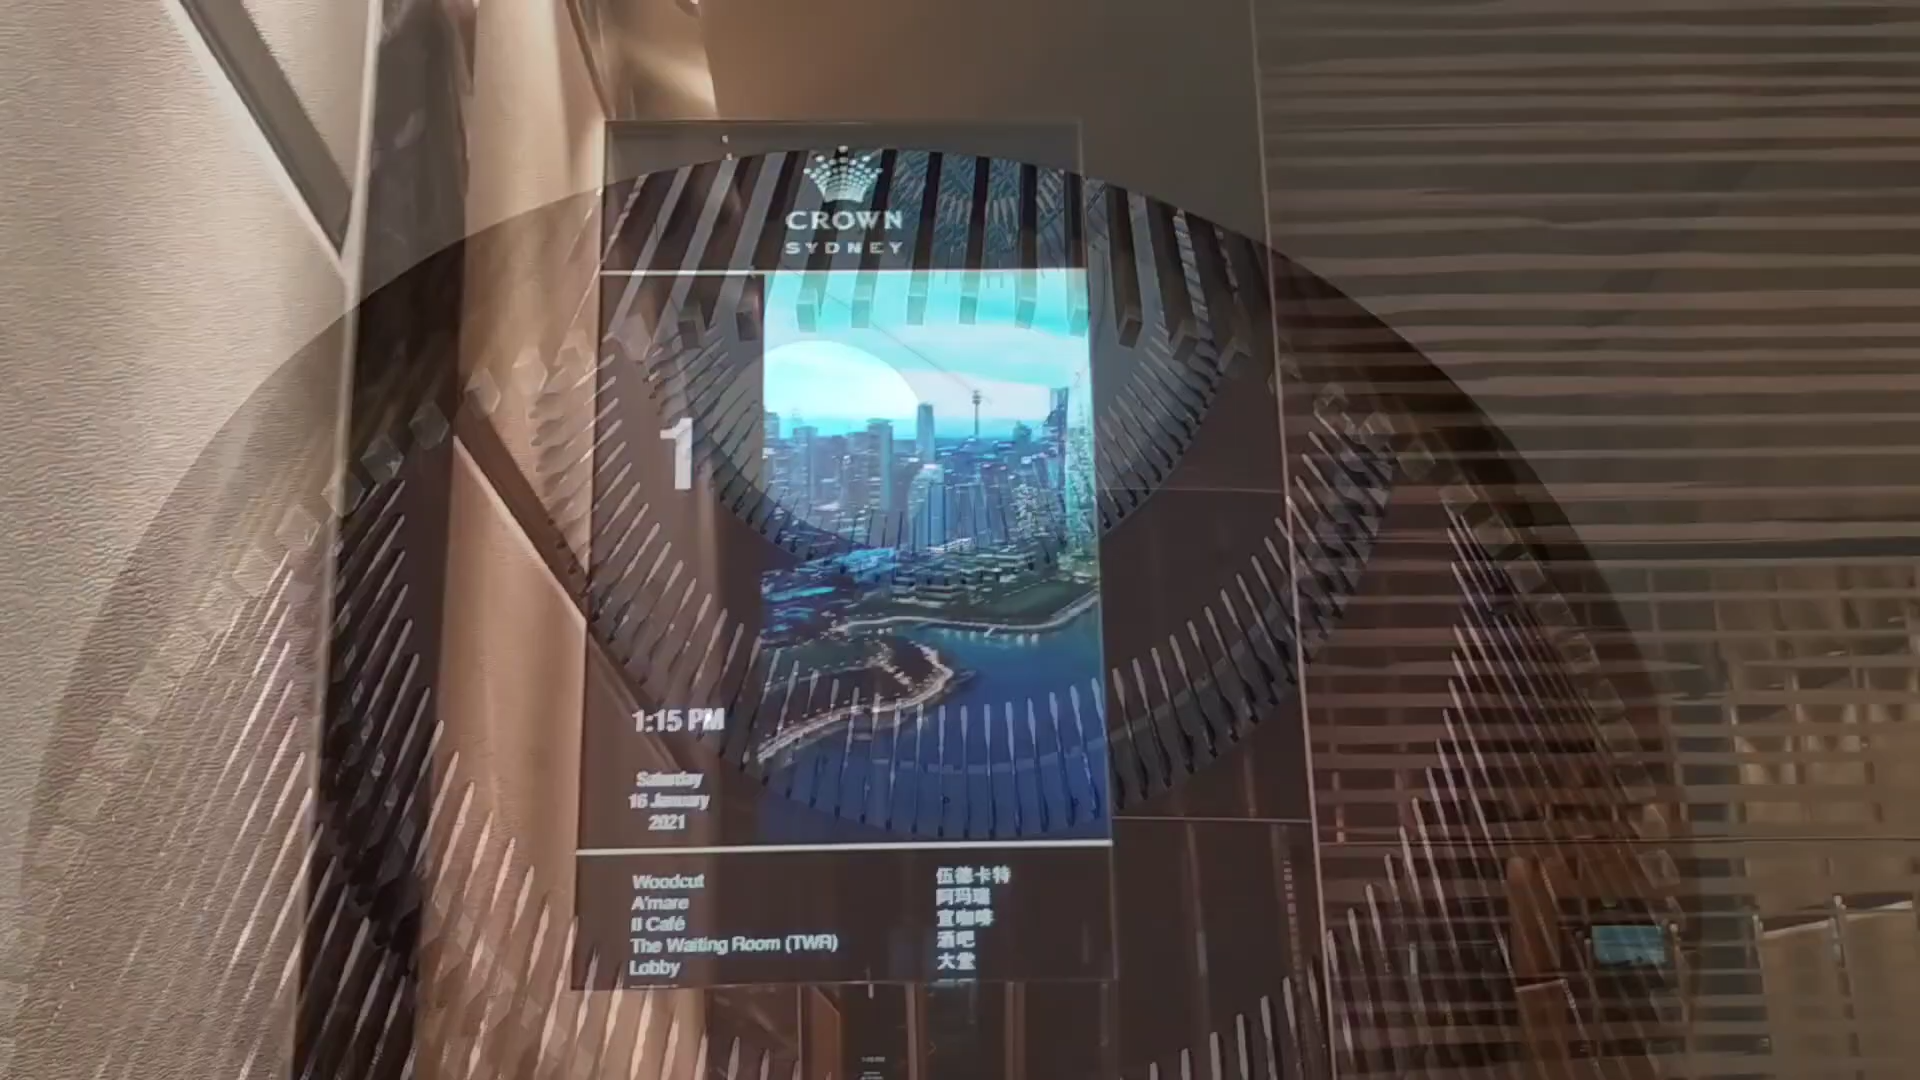 CROWN
SYDNEY
1
1:15 PM
Saturday
16 January
2021
Woodcut
A'mare
Il Café
The Waiting Room (TWR)
Lobby
伍德卡特
阿玛瑞
宜咖啡
酒吧
大堂